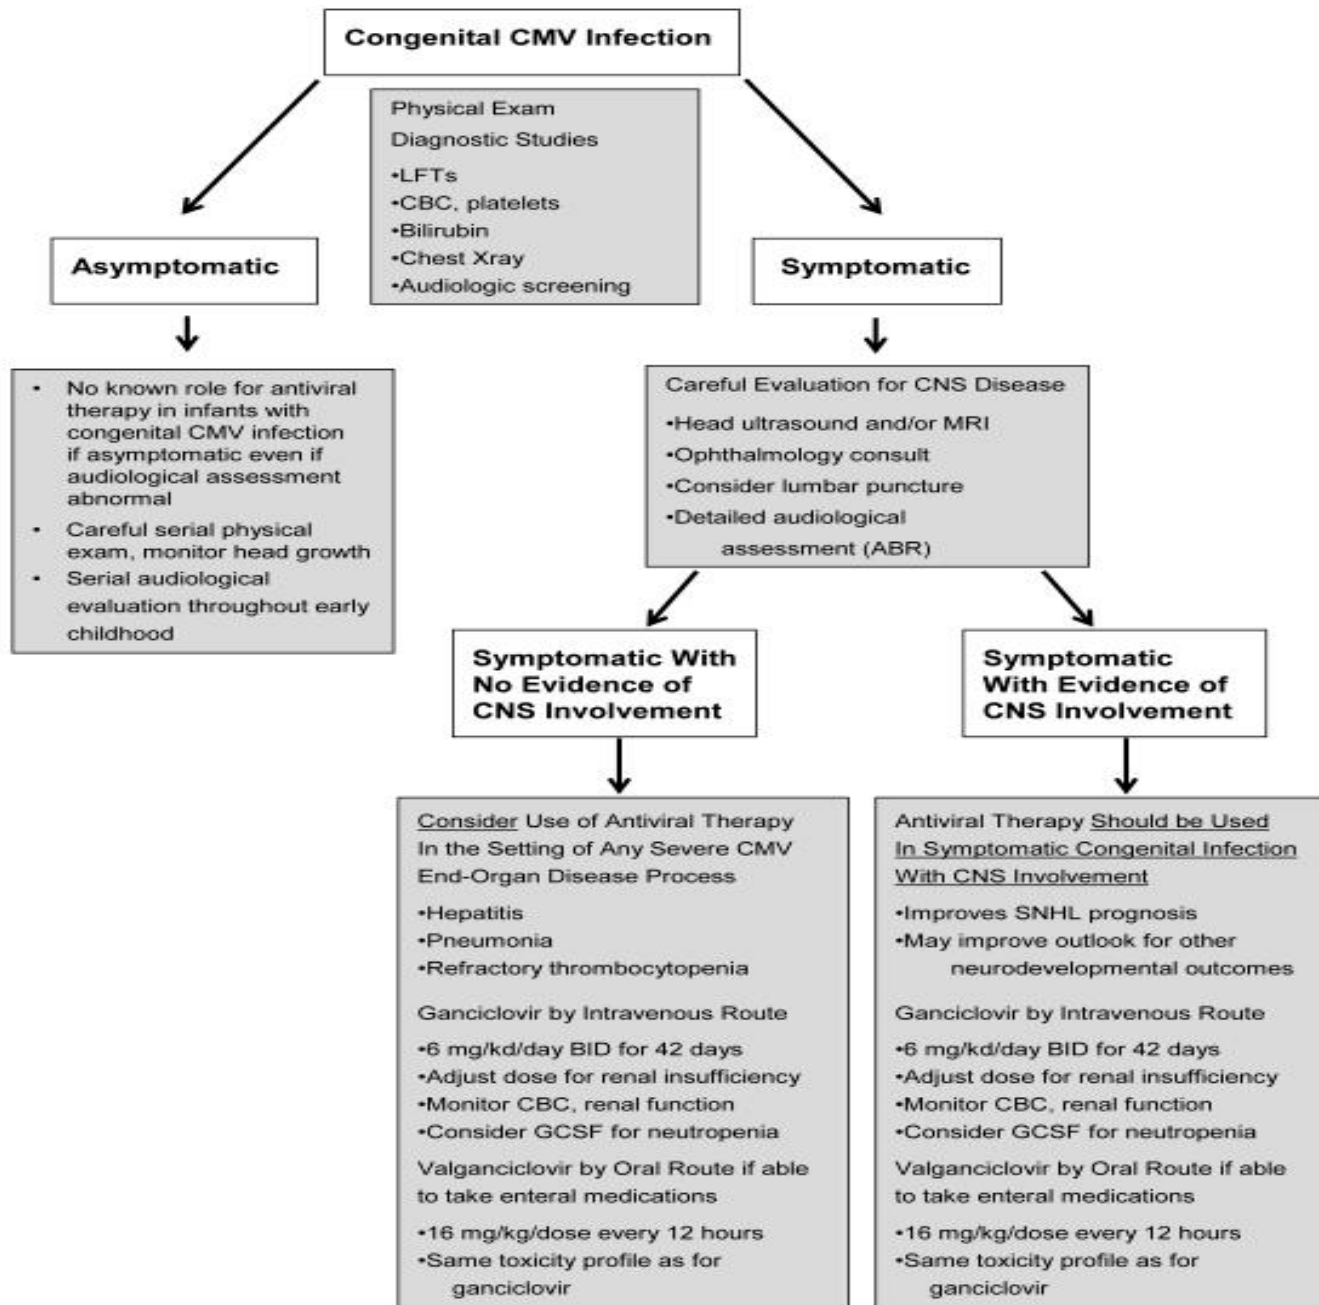 Congenital CMV Infection
Physical Exam
Diagnostic Studies
•LFTs
•CBC, platelets
•Bilirubin
•Chest Xray
•Audiologic screening
Asymptomatic
Symptomatic
• No known role for antiviral
therapy in infants with
congenital CMV infection
if asymptomatic even if
audiological assessment
abnormal
• Careful serial physical
exam, monitor head growth
• Serial audiological
evaluation throughout early
childhood
Careful Evaluation for CNS Disease
•Head ultrasound and/or MRI
•Ophthalmology consult
•Consider lumbar puncture
•Detailed audiological
assessment (ABR)
Symptomatic With
No Evidence of
CNS Involvement
Symptomatic
With Evidence of
CNS Involvement
Consider Use of Antiviral Therapy
In the Setting of Any Severe CMV
End-Organ Disease Process
•Hepatitis
•Pneumonia
•Refractory thrombocytopenia
Ganciclovir by Intravenous Route
•6 mg/kd/day BID for 42 days
•Adjust dose for renal insufficiency
•Monitor CBC, renal function
•Consider GCSF for neutropenia
Valganciclovir by Oral Route if able
to take enteral medications
•16 mg/kg/dose every 12 hours
•Same toxicity profile as for
ganciclovir
Antiviral Therapy Should be Used
In Symptomatic Congenital Infection
With CNS Involvement
•Improves SNHL prognosis
•May improve outlook for other
neurodevelopmental outcomes
Ganciclovir by Intravenous Route
•6 mg/kd/day BID for 42 days
•Adjust dose for renal insufficiency
•Monitor CBC, renal function
•Consider GCSF for neutropenia
Valganciclovir by Oral Route if able
to take enteral medications
•16 mg/kg/dose every 12 hours
•Same toxicity profile as for
ganciclovir